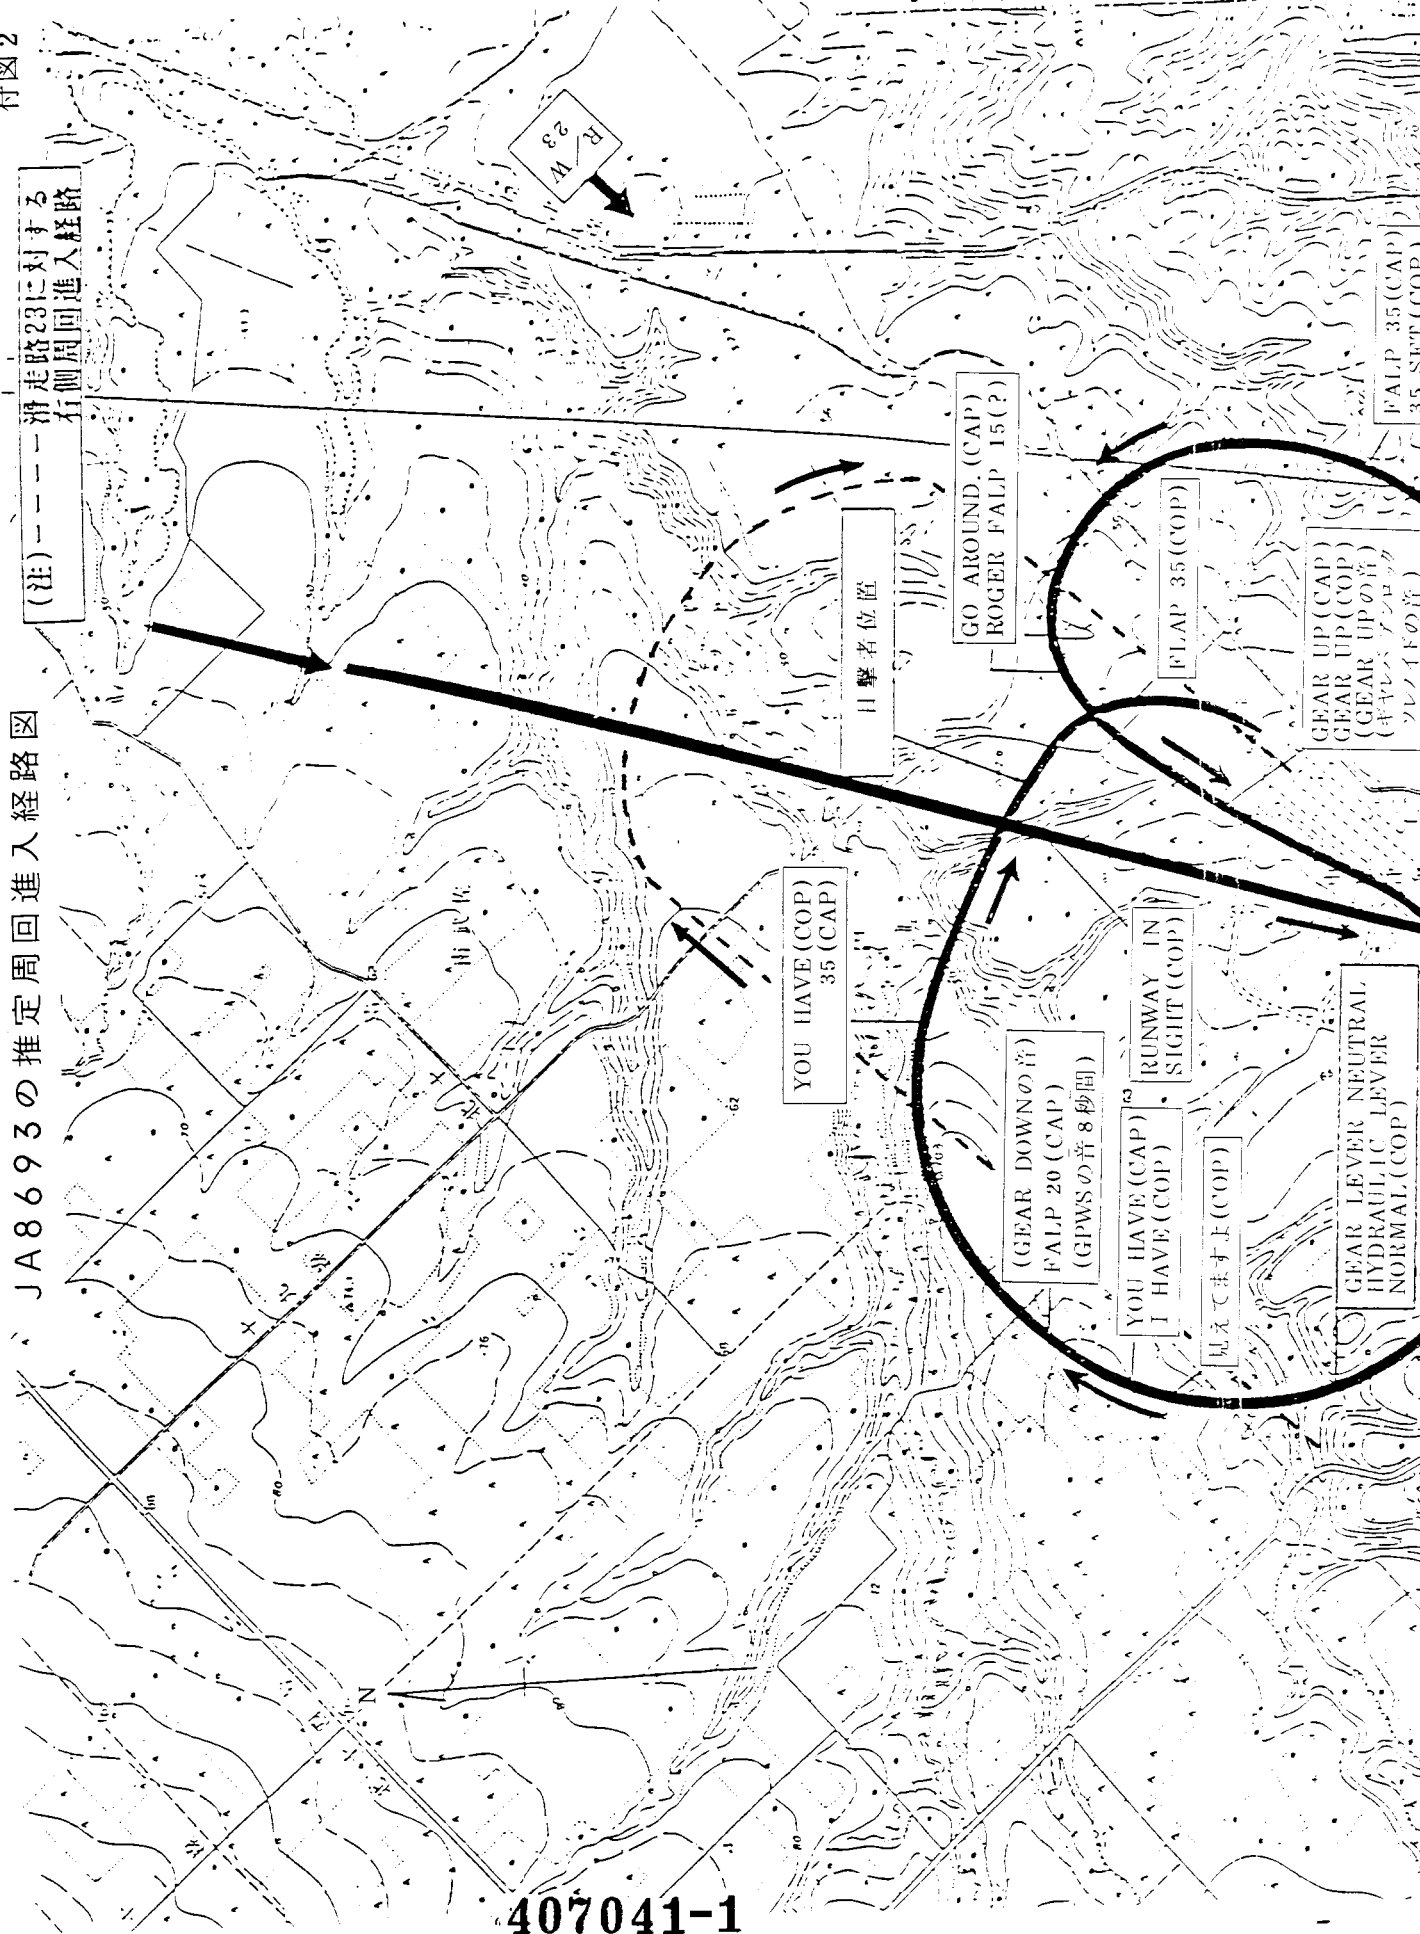 付図2
JA8693の推定周回進入経路図
(注)－－－－－滑走路23に対する
右側周回進入経路
R/W
23
GO AROUND.(CAP)
ROGER FALP 15(?)
FALP 35(CAP)
35 SET(COP)
目撃者位置
FLAP 35(COP)
GEAR UP(CAP)
GEAR UP(COP)
(GEAR UPの音)
YOU HAVE(COP)
35(CAP)
RUNWAY IN
SIGHT(COP)
(GEAR DOWNの音)
FALP 20(CAP)
(GPWSの音8秒間)
YOU HAVE(CAP)
I HAVE(COP)
見えてますよ(COP)
GEAR LEVER NEUTRAL
HYDRAULIC LEVER
NORMAL(COP)
N
407041-1